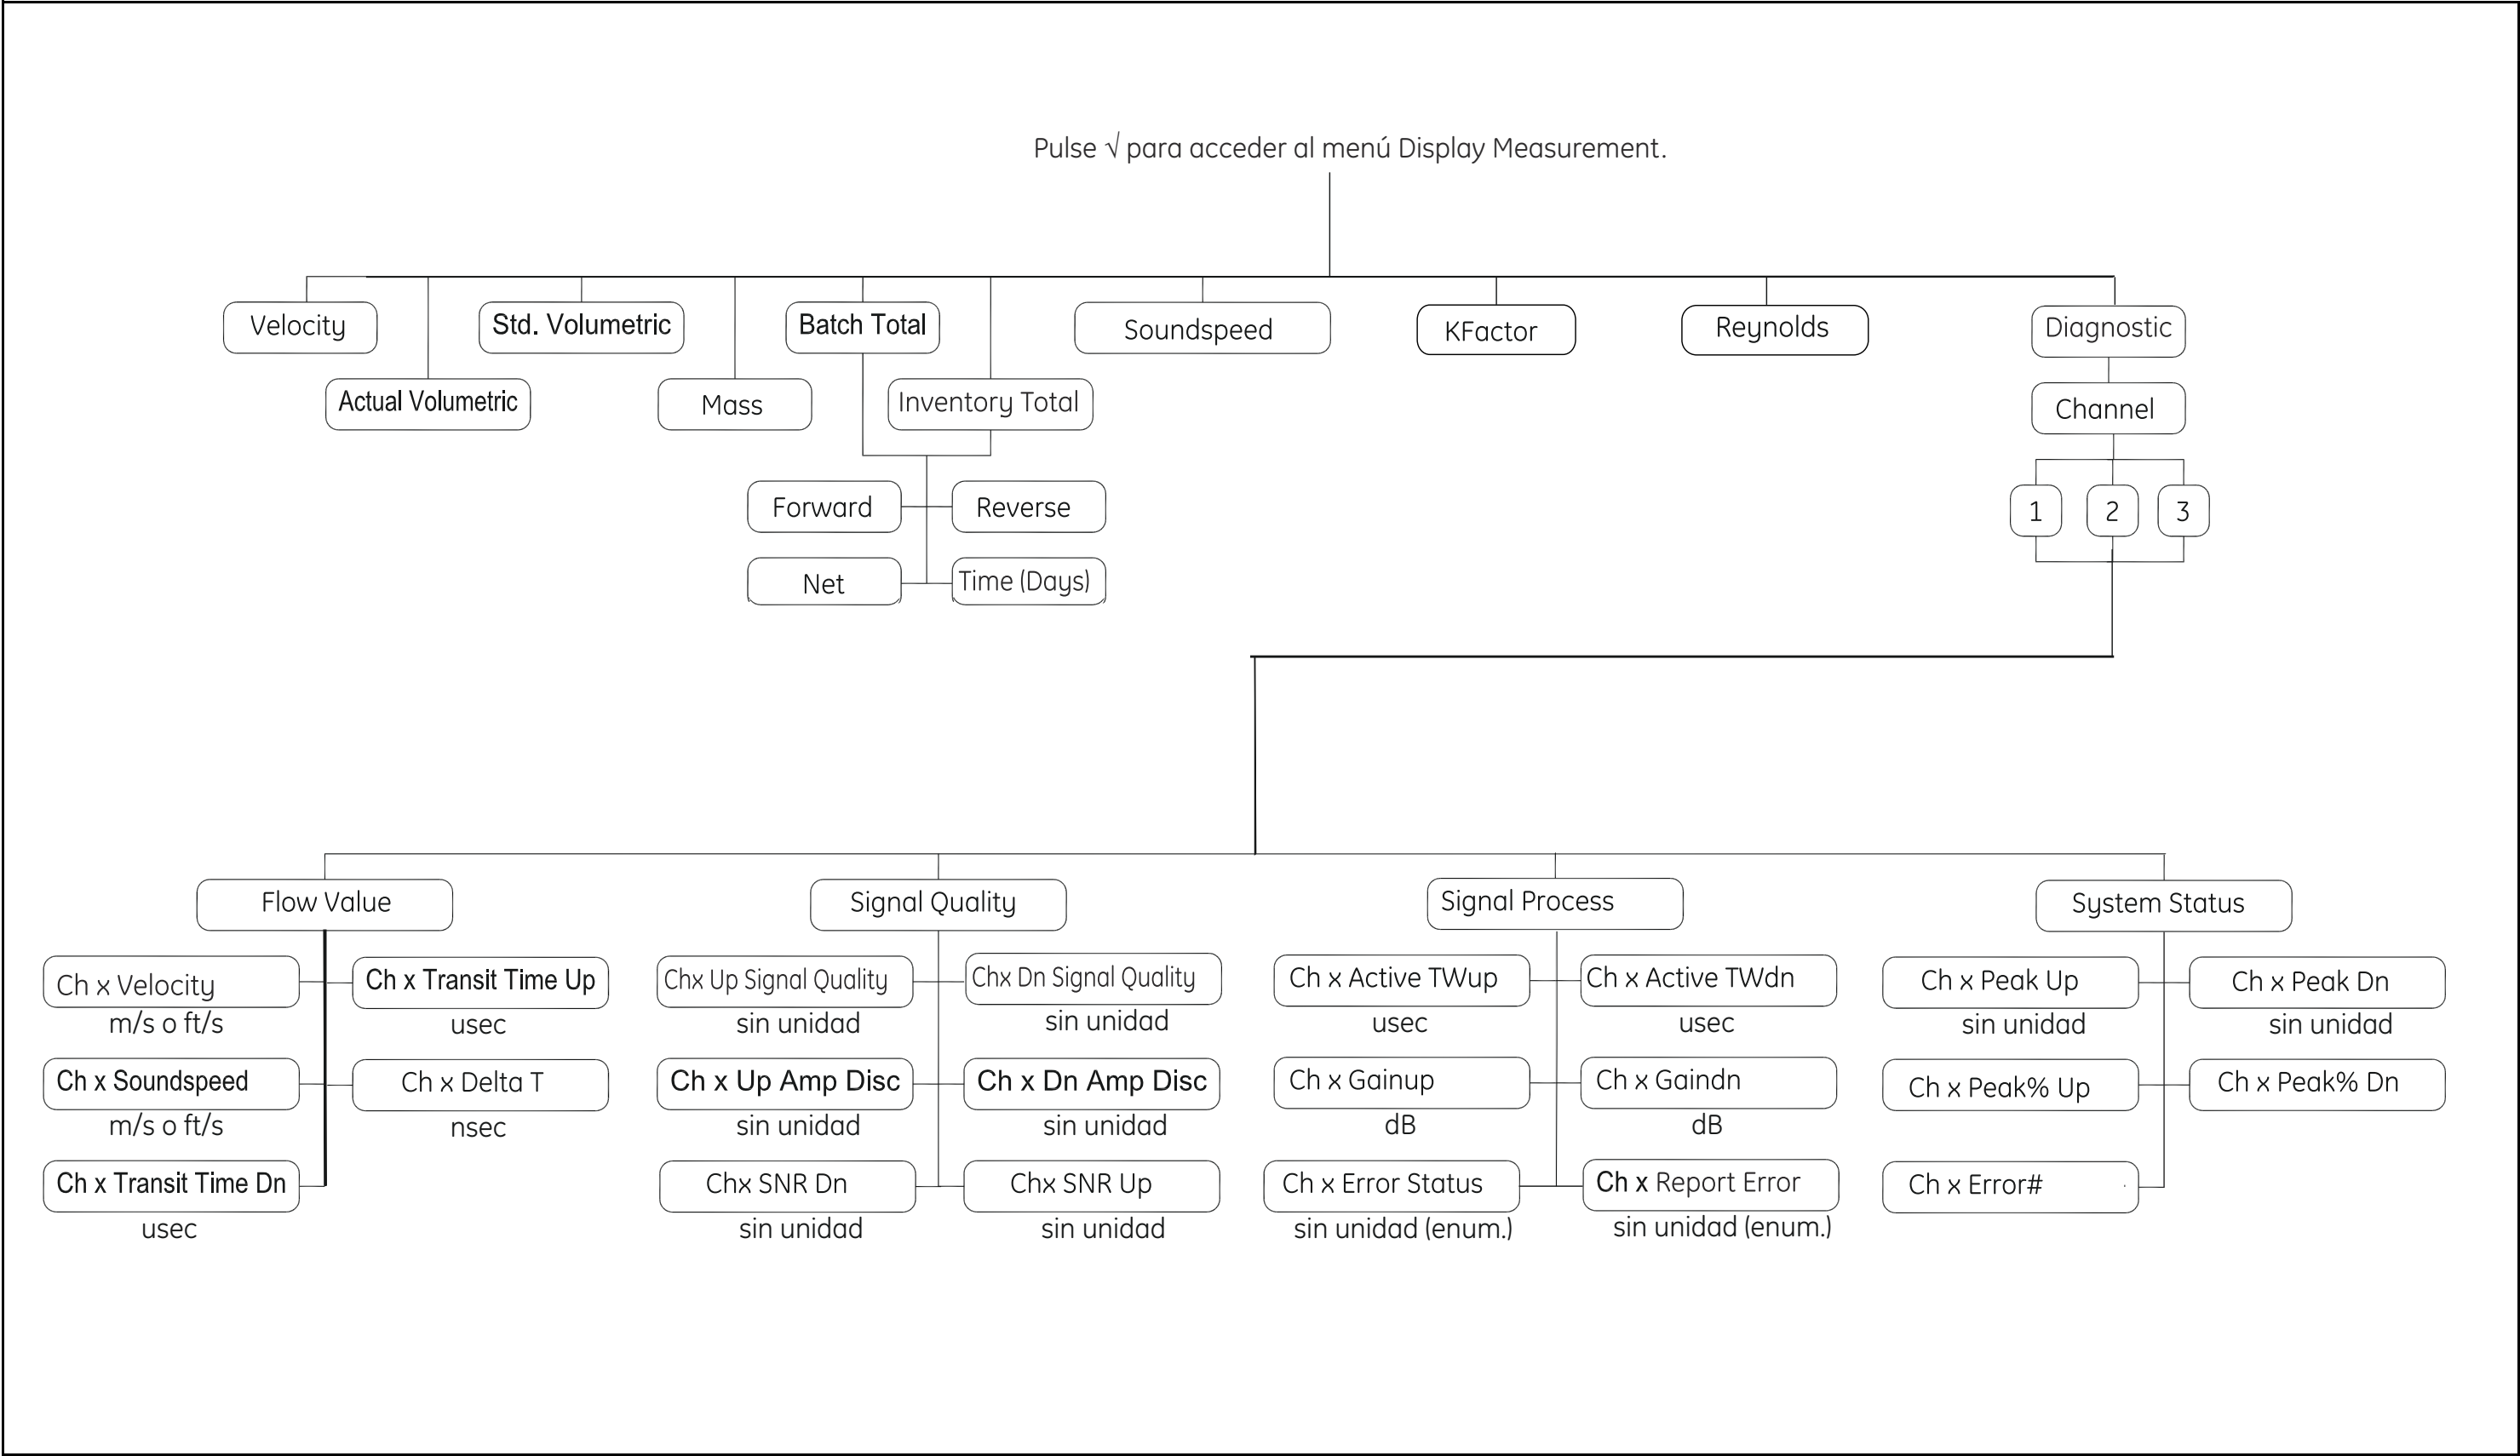 Pulse √ para acceder al menú Display Measurement.
Velocity
Std. Volumetric
Batch Total
Soundspeed
KFactor
Reynolds
Diagnostic
Actual Volumetric
Mass
Inventory Total
Channel
Forward
Reverse
1
2
3
Net
Time (Days)
Flow Value
Signal Quality
Signal Process
System Status
Ch x Velocity
m/s o ft/s
Ch x Transit Time Up
usec
Ch x Soundspeed
m/s o ft/s
Ch x Delta T
nsec
Ch x Transit Time Dn
usec
Chx Up Signal Quality
sin unidad
Chx Dn Signal Quality
sin unidad
Ch x Up Amp Disc
sin unidad
Ch x Dn Amp Disc
sin unidad
Chx SNR Dn
sin unidad
Chx SNR Up
sin unidad
Ch x Active TWup
usec
Ch x Active TWdn
usec
Ch x Gainup
dB
Ch x Gaindn
dB
Ch x Error Status
sin unidad (enum.)
Ch x Report Error
sin unidad (enum.)
Ch x Peak Up
sin unidad
Ch x Peak Dn
sin unidad
Ch x Peak% Up
Ch x Peak% Dn
Ch x Error#